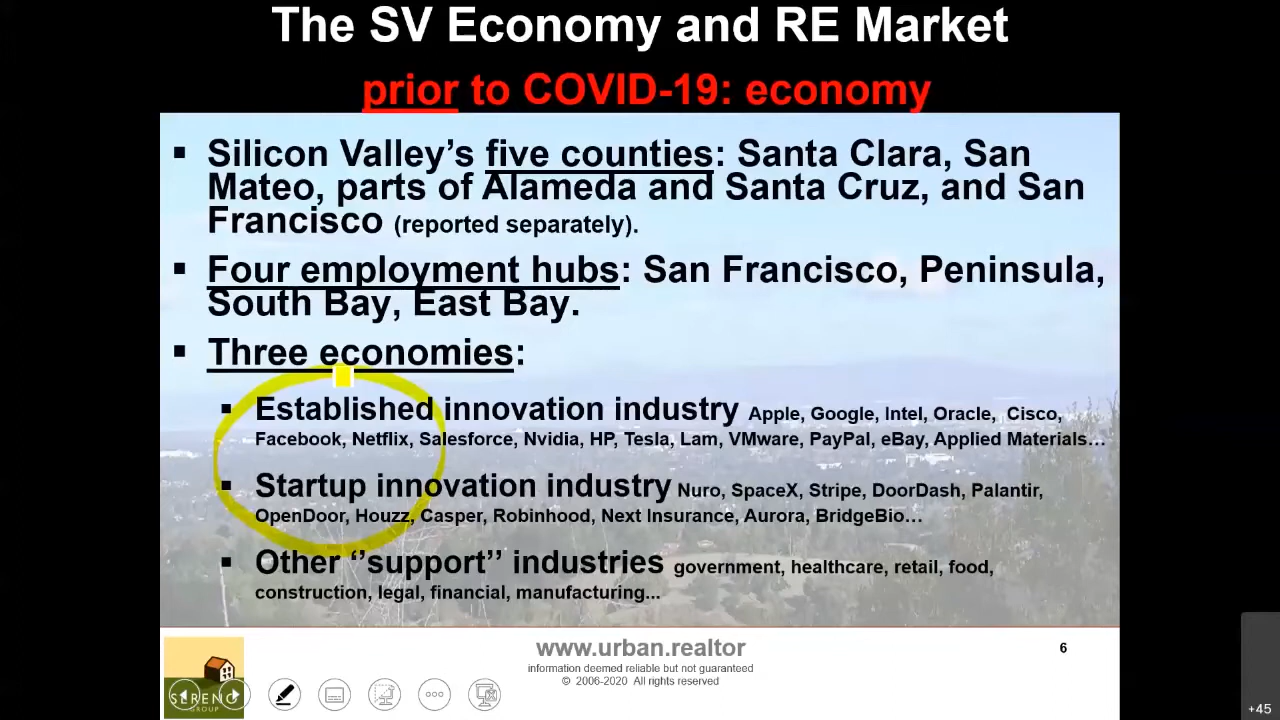 The SV Economy and RE Market
prior to COVID-19: economy
▪ Silicon Valley’s five counties: Santa Clara, San
Mateo, parts of Alameda and Santa Cruz, and San
Francisco (reported separately).
▪ Four employment hubs: San Francisco, Peninsula,
South Bay, East Bay.
▪ Three economies:
▪ Established innovation industry Apple, Google, Intel, Oracle, Cisco,
Facebook, Netflix, Salesforce, Nvidia, HP, Tesla, Lam, VMware, PayPal, eBay, Applied Materials…
▪ Startup innovation industry Nuro, SpaceX, Stripe, DoorDash, Palantir,
OpenDoor, Houzz, Casper, Robinhood, Next Insurance, Aurora, BridgeBio…
▪ Other ‘’support’’ industries government, healthcare, retail, food,
construction, legal, financial, manufacturing...
www.urban.realtor
6
information deemed reliable but not guaranteed
© 2006-2020 All rights reserved
SERENO
GROUP
+45